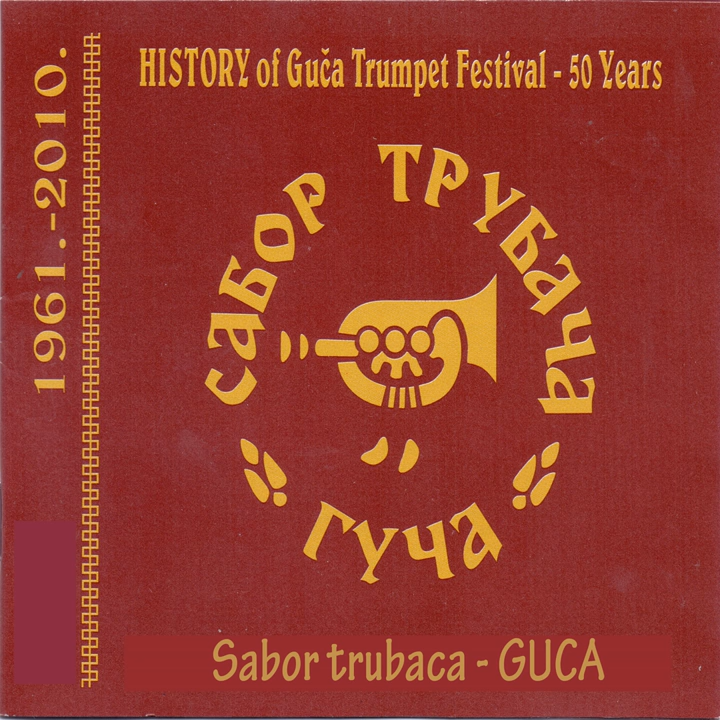 HISTORY of Guča Trumpet Festival - 50 Years
1961.-2010.
САБОР ТРУБАЧА
ГУЧА
Sabor trubaca - GUCA